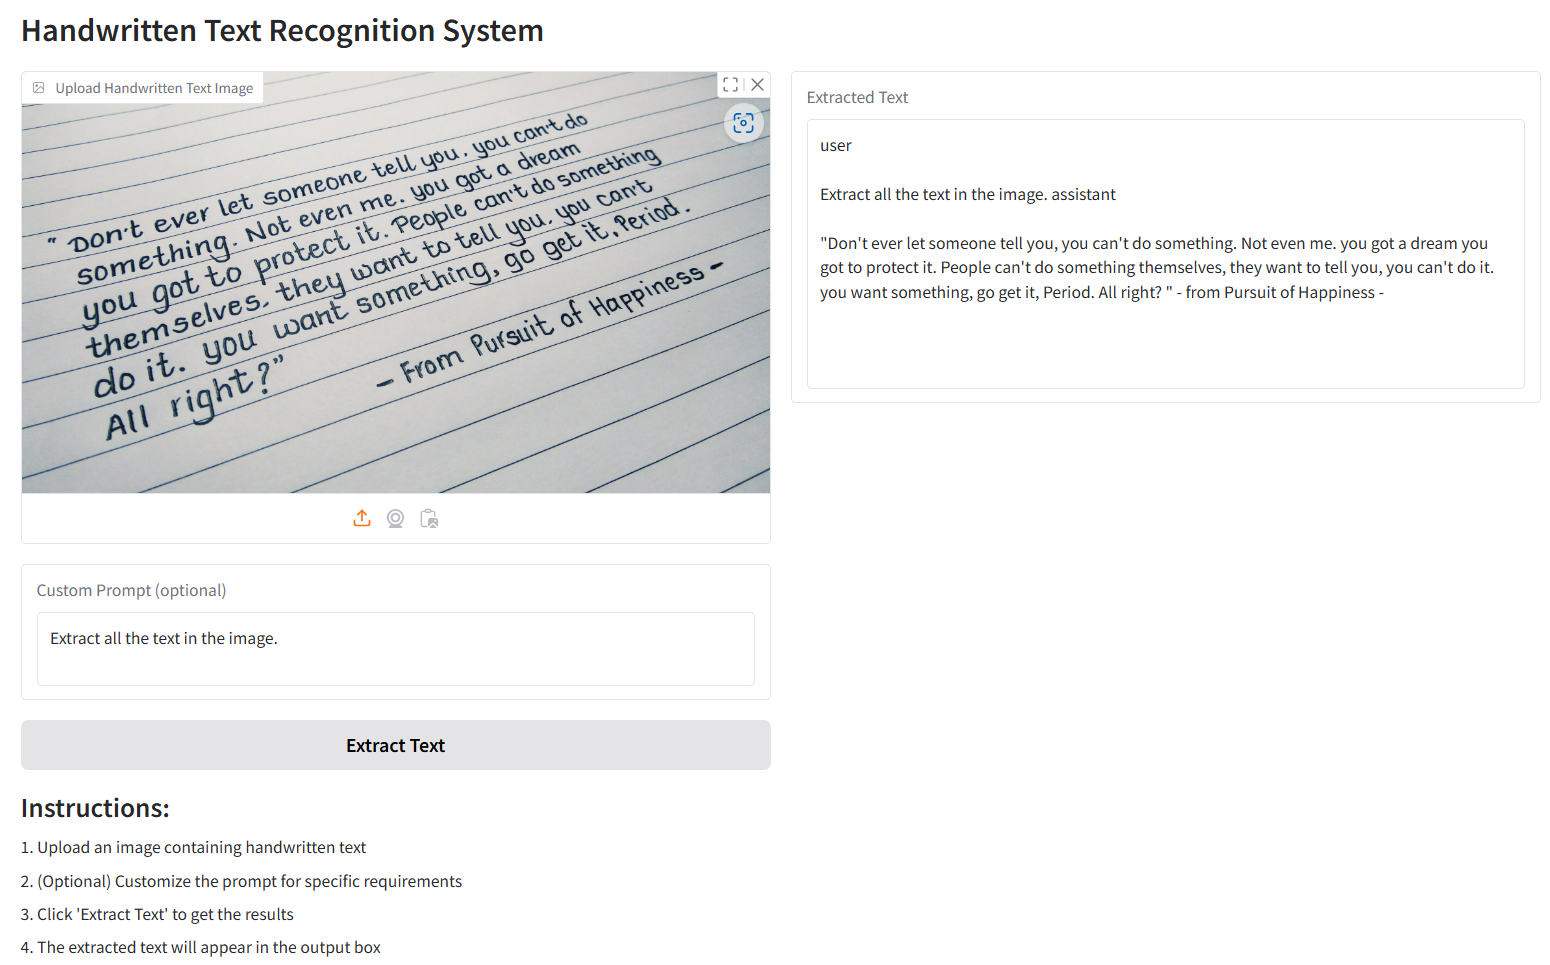 Handwritten Text Recognition System
Upload Handwritten Text Image
“ Don't ever let someone tell you, you can't do
something. Not even me. you got a dream
you got to protect it. People can't do something
themselves, they want to tell you, you can't
do it. you want something, go get it, Period.
All right?”
- From Pursuit of Happiness -
Custom Prompt (optional)
Extract all the text in the image.
Extract Text
Instructions:
1. Upload an image containing handwritten text
2. (Optional) Customize the prompt for specific requirements
3. Click 'Extract Text' to get the results
4. The extracted text will appear in the output box
Extracted Text
user
Extract all the text in the image. assistant
"Don't ever let someone tell you, you can't do something. Not even me. you got a dream you
got to protect it. People can't do something themselves, they want to tell you, you can't do it.
you want something, go get it, Period. All right? " - from Pursuit of Happiness -